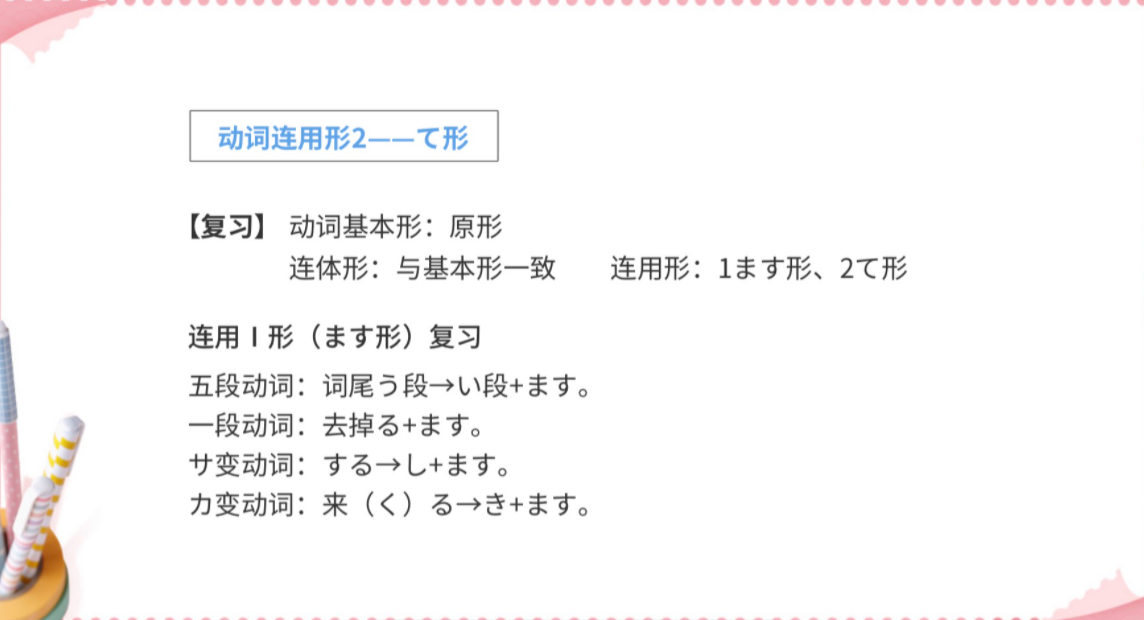 动词连用形2——て形
【复习】 动词基本形：原形
连体形：与基本形一致 连用形：1ます形、2て形
连用Ⅰ形（ます形）复习
五段动词：词尾う段→い段+ます。
一段动词：去掉る+ます。
サ变动词：する→し+ます。
カ变动词：来（く）る→き+ます。